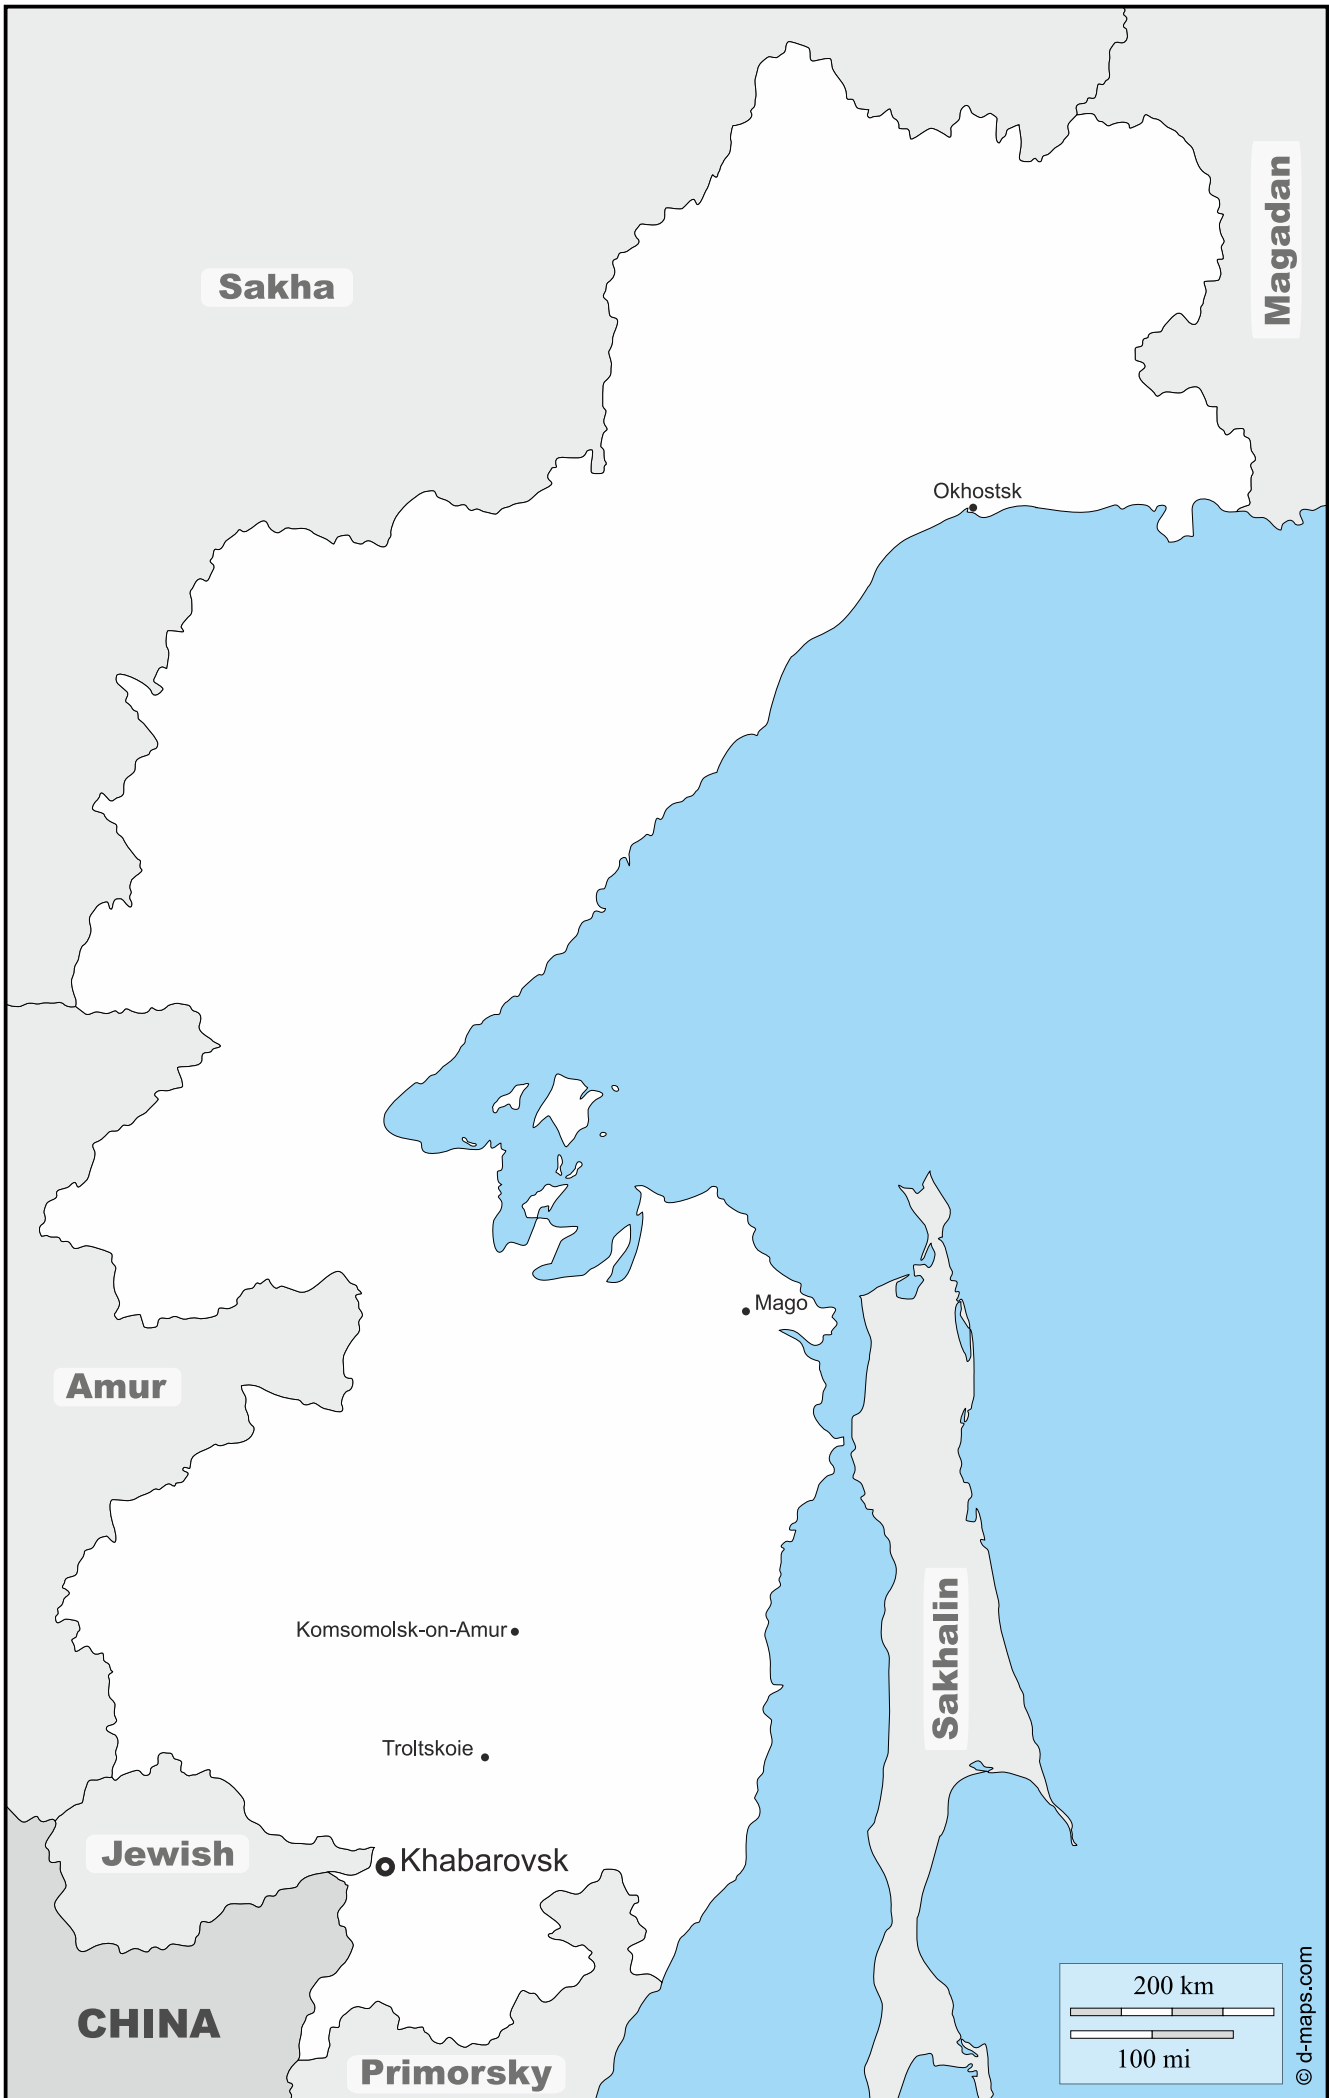 Magadan
Sakha
Okhostsk
Mago
Amur
Komsomolsk-on-Amur
Sakhalin
Troltskoie
Jewish
Khabarovsk
CHINA
Primorsky
200 km
100 mi
© d-maps.com